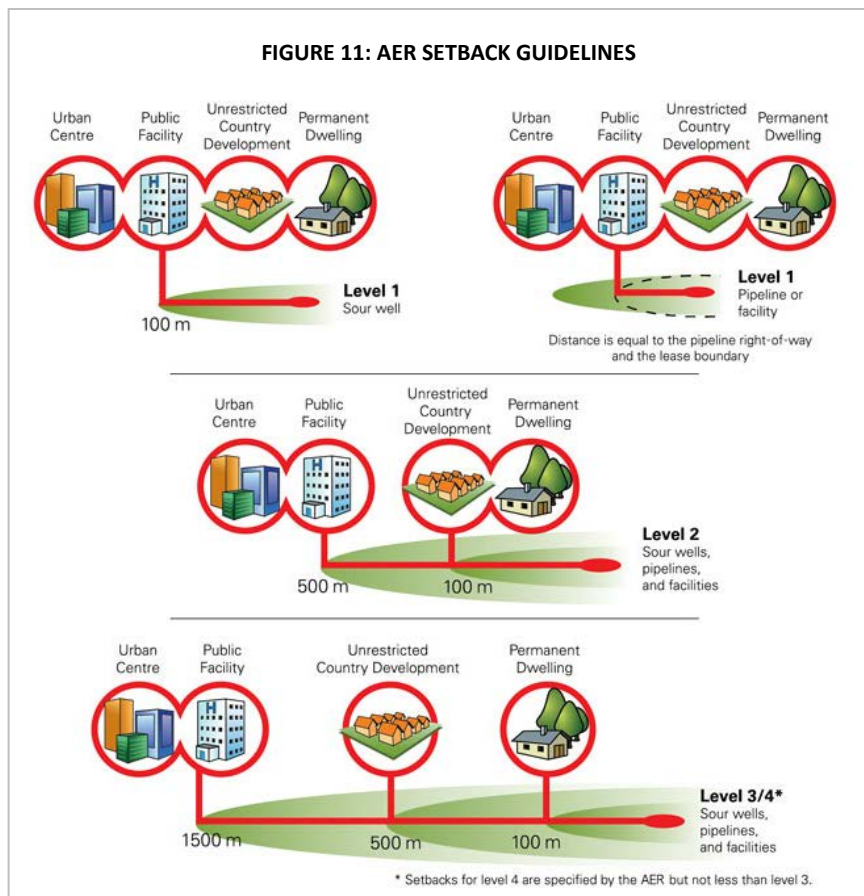 FIGURE 11: AER SETBACK GUIDELINES
Urban
Centre
Public
Facility
Unrestricted
Country
Development
Permanent
Dwelling
H
100 m
Level 1
Sour well
Urban
Centre
Public
Facility
Unrestricted
Country
Development
Permanent
Dwelling
H
Level 1
Pipeline or
facility
Distance is equal to the pipeline right-of-way
and the lease boundary
Urban
Centre
Public
Facility
Unrestricted
Country
Development
Permanent
Dwelling
H
500 m
100 m
Level 2
Sour wells,
pipelines,
and facilities
Urban
Centre
Public
Facility
Unrestricted
Country Development
Permanent
Dwelling
H
1500 m
500 m
100 m
Level 3/4*
Sour wells,
pipelines,
and facilities
* Setbacks for level 4 are specified by the AER but not less than level 3.